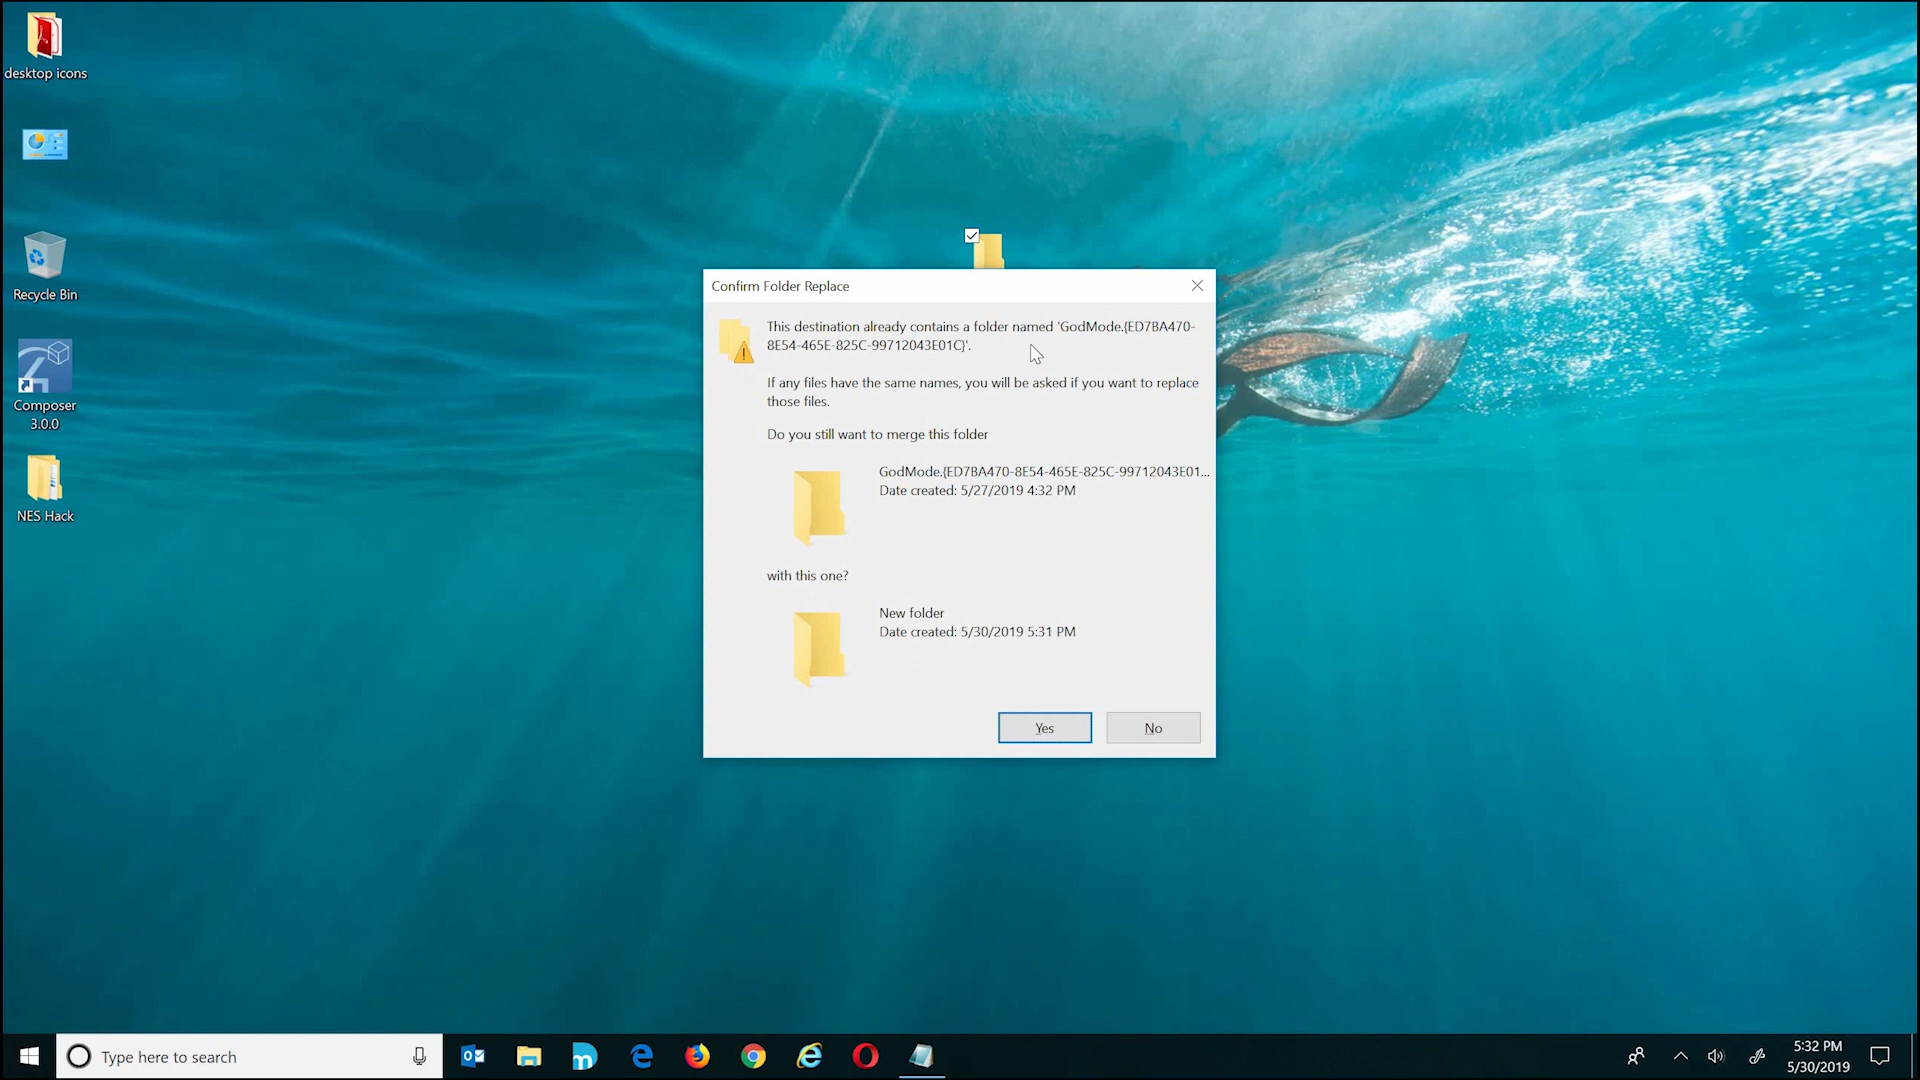 desktop icons
Recycle Bin
Composer
3.0.0
NES Hack
Confirm Folder Replace
This destination already contains a folder named 'GodMode.{ED7BA470-
8E54-465E-825C-99712043E01C}'.
If any files have the same names, you will be asked if you want to replace
those files.
Do you still want to merge this folder
GodMode.{ED7BA470-8E54-465E-825C-99712043E01...
Date created: 5/27/2019 4:32 PM
with this one?
New folder
Date created: 5/30/2019 5:31 PM
Yes
No
Type here to search
5:32 PM
5/30/2019